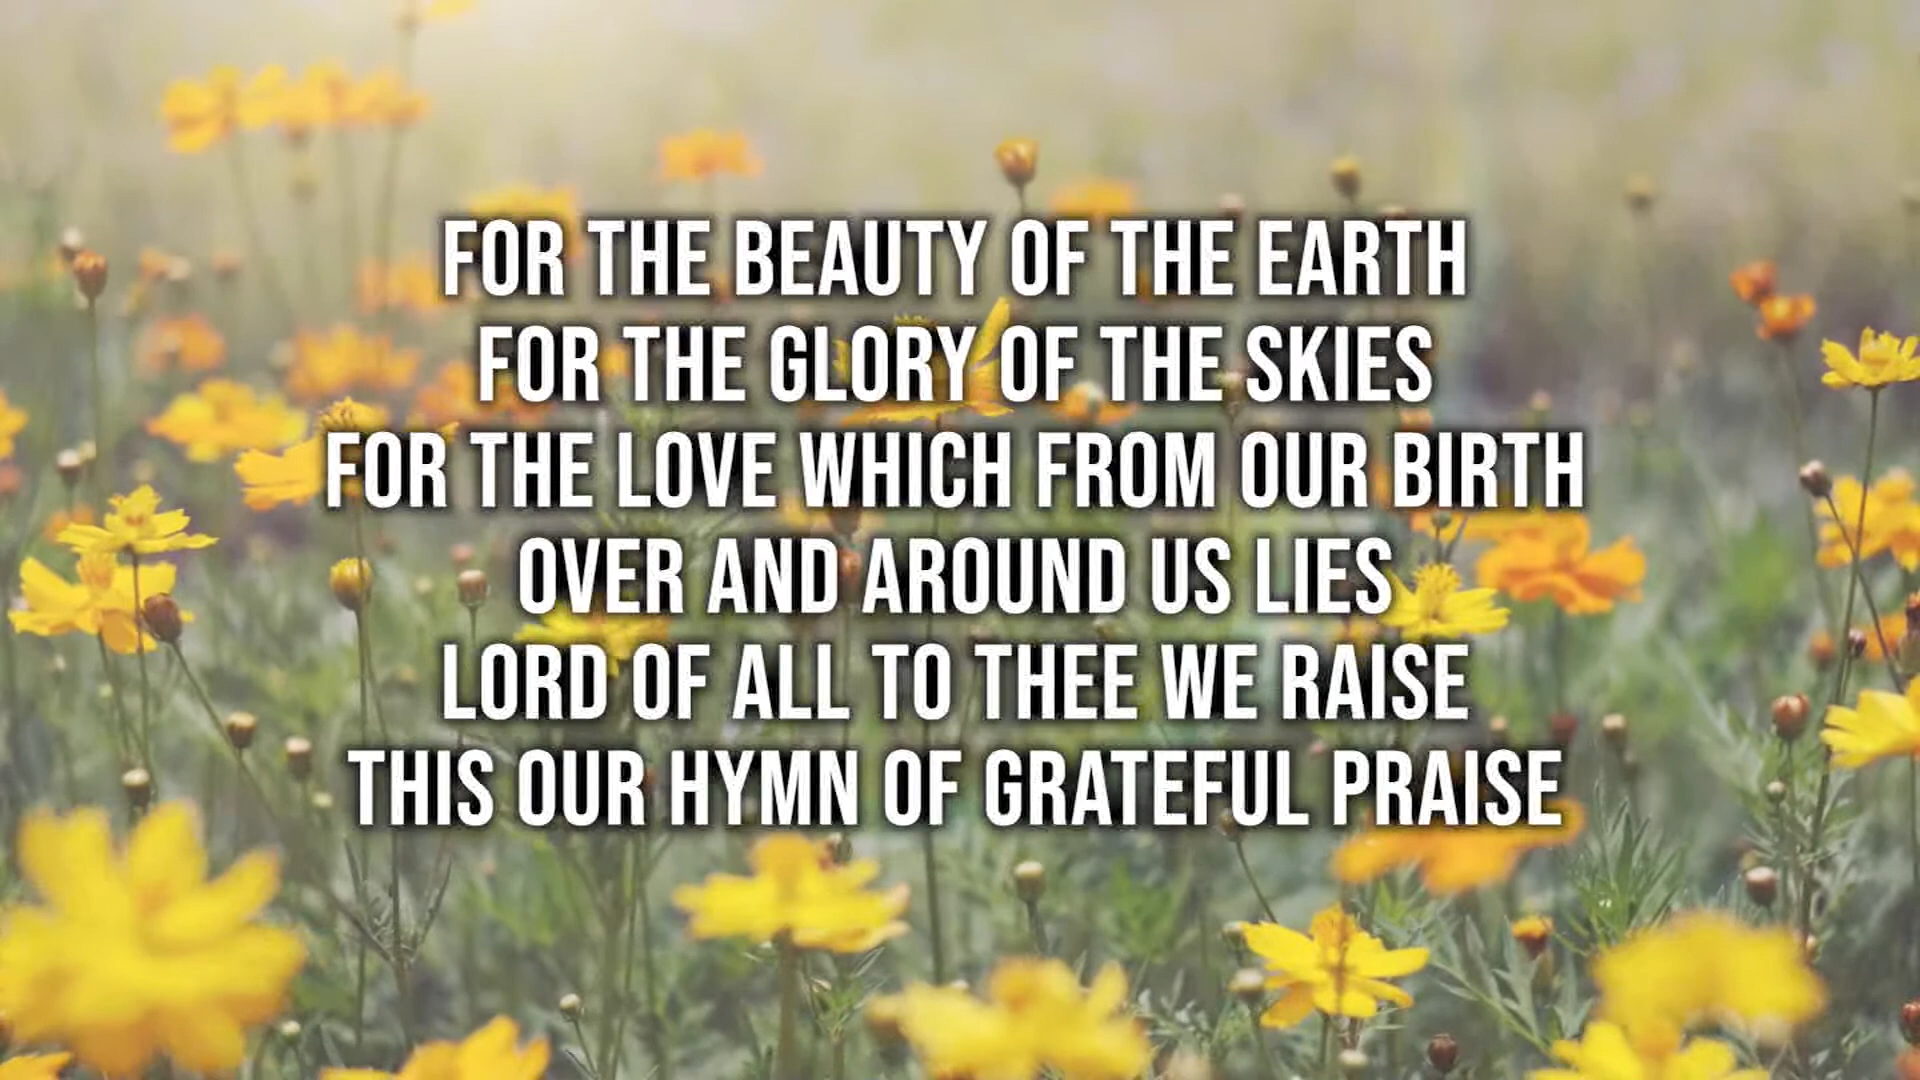 FOR THE BEAUTY OF THE EARTH
FOR THE GLORY OF THE SKIES
FOR THE LOVE WHICH FROM OUR BIRTH
OVER AND AROUND US LIES
LORD OF ALL TO THEE WE RAISE
THIS OUR HYMN OF GRATEFUL PRAISE